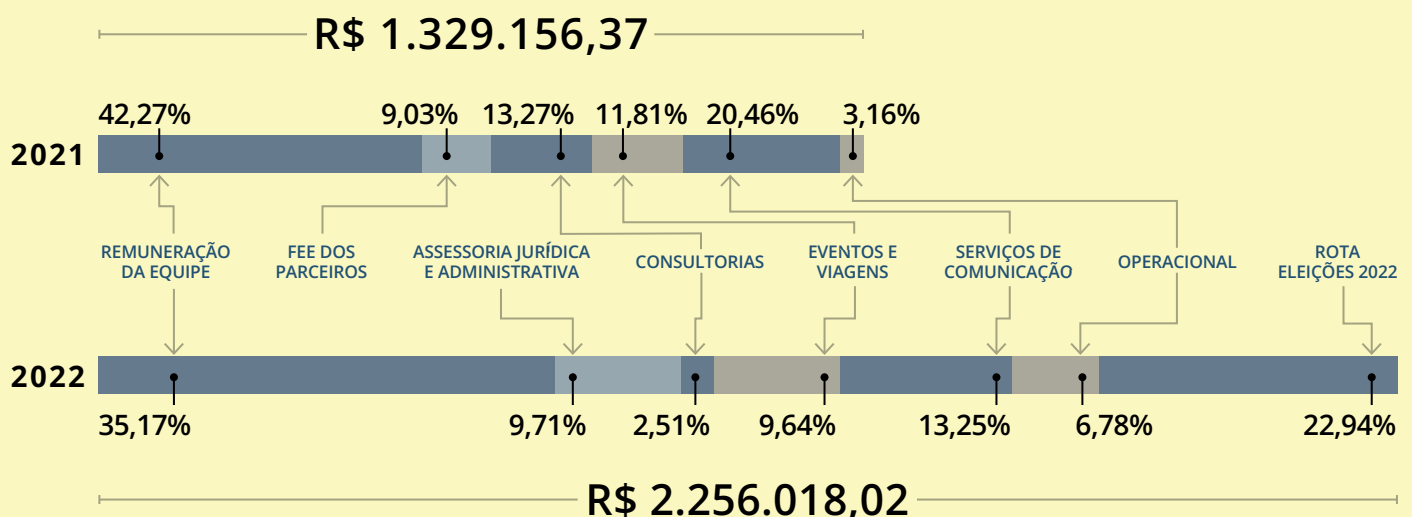 R$ 1.329.156,37
42,27% 9,03% 13,27% 11,81% 20,46% 3,16%
2021
REMUNERAÇÃO
DA EQUIPE
FEE DOS
PARCEIROS
ASSESSORIA JURÍDICA
E ADMINISTRATIVA
CONSULTORIAS
EVENTOS E
VIAGENS
SERVIÇOS DE
COMUNICAÇÃO
OPERACIONAL
ROTA
ELEIÇÕES 2022
2022
35,17% 9,71% 2,51% 9,64% 13,25% 6,78% 22,94%
R$ 2.256.018,02